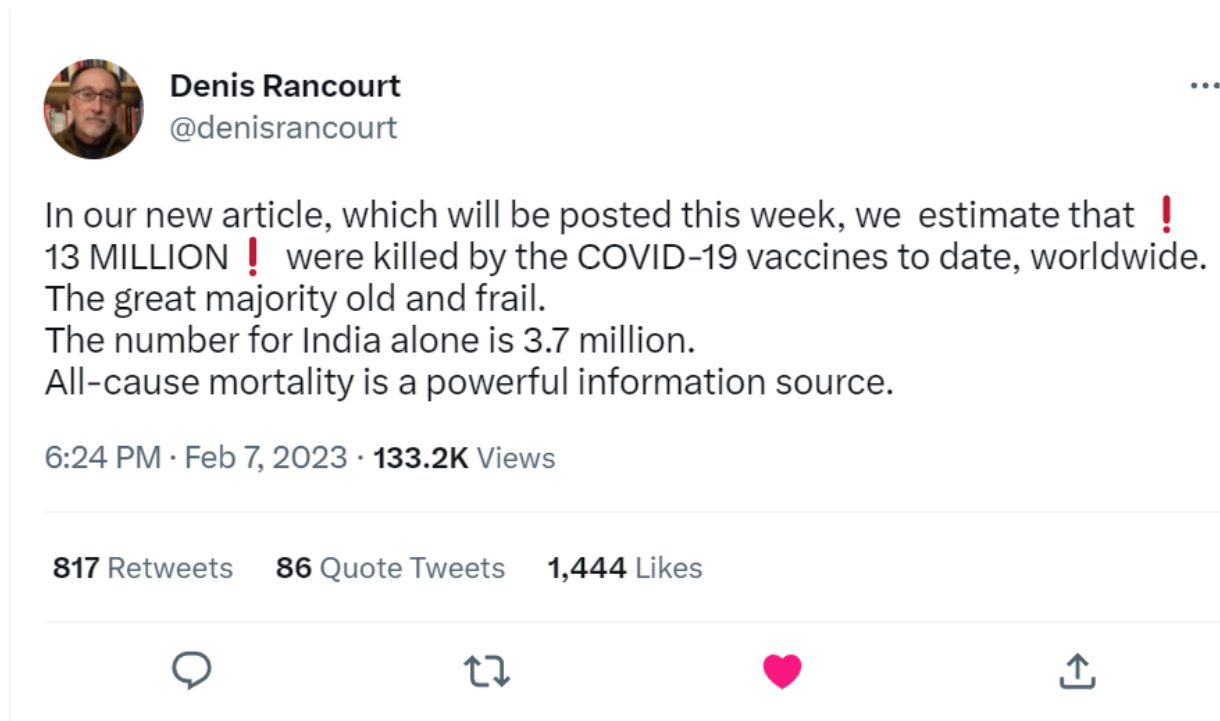 Denis Rancourt
@denisrancourt
In our new article, which will be posted this week, we estimate that ❗
13 MILLION ❗ were killed by the COVID-19 vaccines to date, worldwide.
The great majority old and frail.
The number for India alone is 3.7 million.
All-cause mortality is a powerful information source.
6:24 PM · Feb 7, 2023 · 133.2K Views
817 Retweets 86 Quote Tweets 1,444 Likes